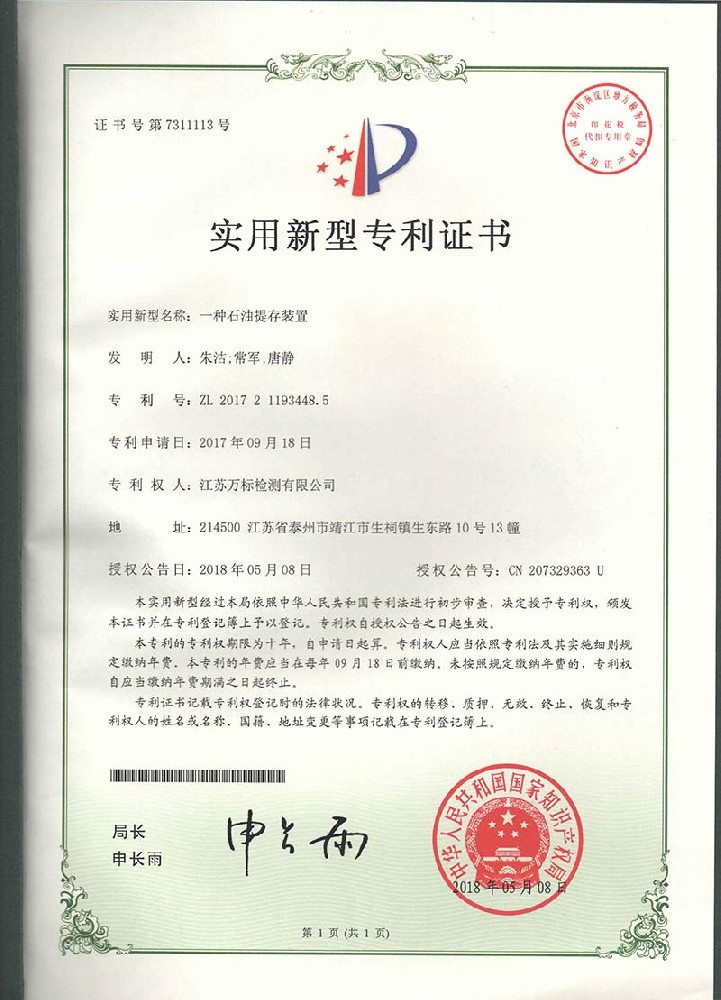 证书号第7311113号
印花税
代扣专用章
实用新型专利证书
实用新型名称：一种石油提存装置
发明人：朱洁;常军;唐静
专利号：ZL 2017 2 1193448.5
专利申请日：2017年09月18日
专利权人：江苏万标检测有限公司
地址：214500 江苏省泰州市靖江市生祠镇生东路10号13幢
授权公告日：2018年05月08日 授权公告号：CN 207329363 U
本实用新型经过本局依照中华人民共和国专利法进行初步审查，决定授予专利权，颁发
本证书并在专利登记簿上予以登记。专利权自授权公告之日起生效。
本专利的专利权期限为十年，自申请日起算。专利权人应当依照专利法及其实施细则规
定缴纳年费。本专利的年费应当在每年09月18日前缴纳。未按照规定缴纳年费的，专利权
自应当缴纳年费期满之日起终止。
专利证书记载专利权登记时的法律状况。专利权的转移、质押、无效、终止、恢复和专
利权人的姓名或名称、国籍、地址变更等事项记载在专利登记簿上。
局长
申长雨
申长雨
中华人民共和国国家知识产权局
2018年05月08日
第1页(共1页)